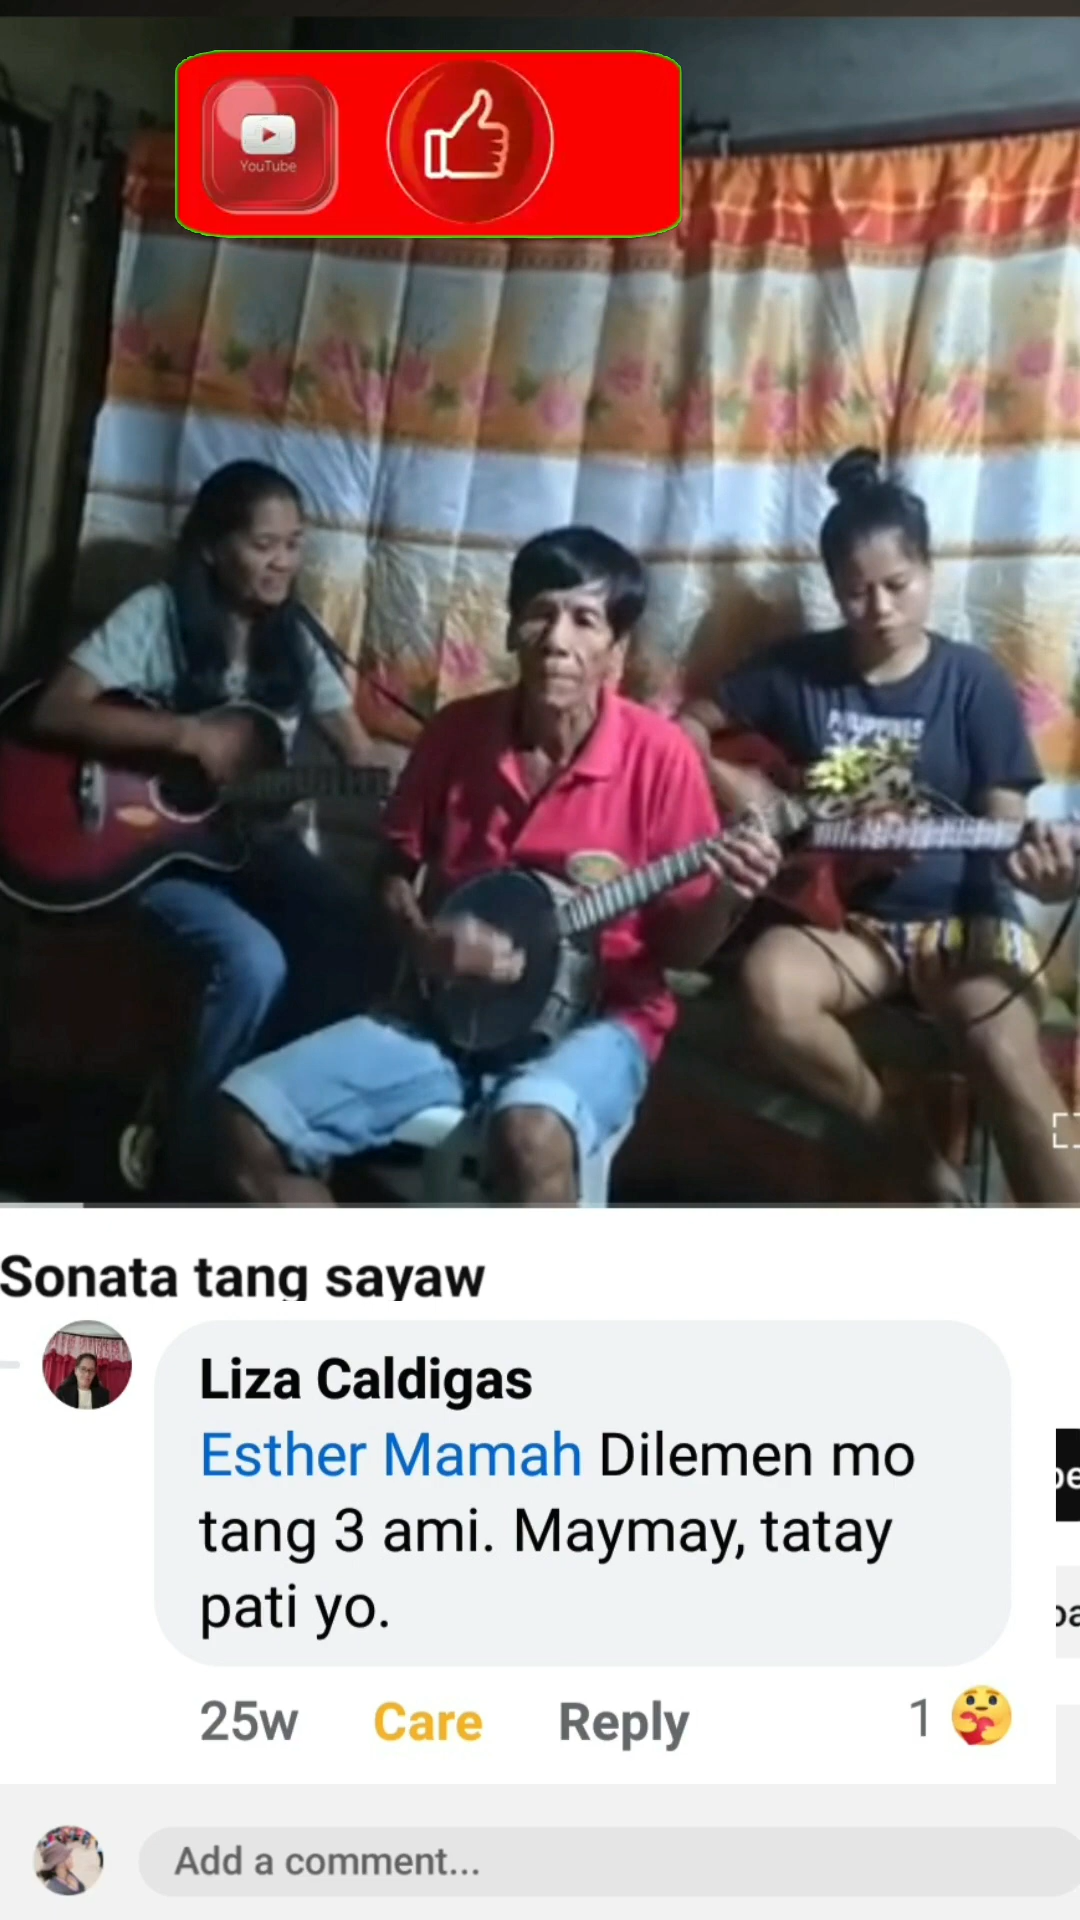 YouTube
PHILIPPINES
Sonata tang sayaw
Liza Caldigas
Esther Mamah Dilemen mo
tang 3 ami. Maymay, tatay
pati yo.
25w Care Reply 1
Add a comment...